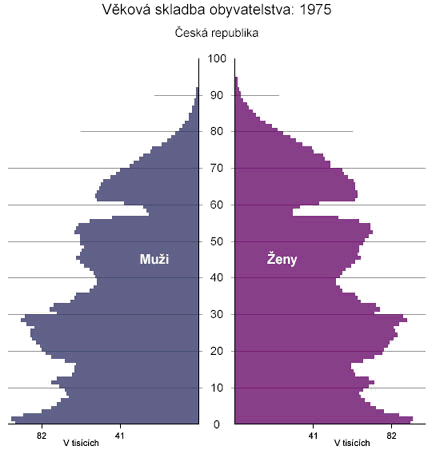 Věková skladba obyvatelstva: 1975
Česká republika
100
90
80
70
60
50
Muži Ženy
40
30
20
10
0
82 41 41 82
V tisících V tisících